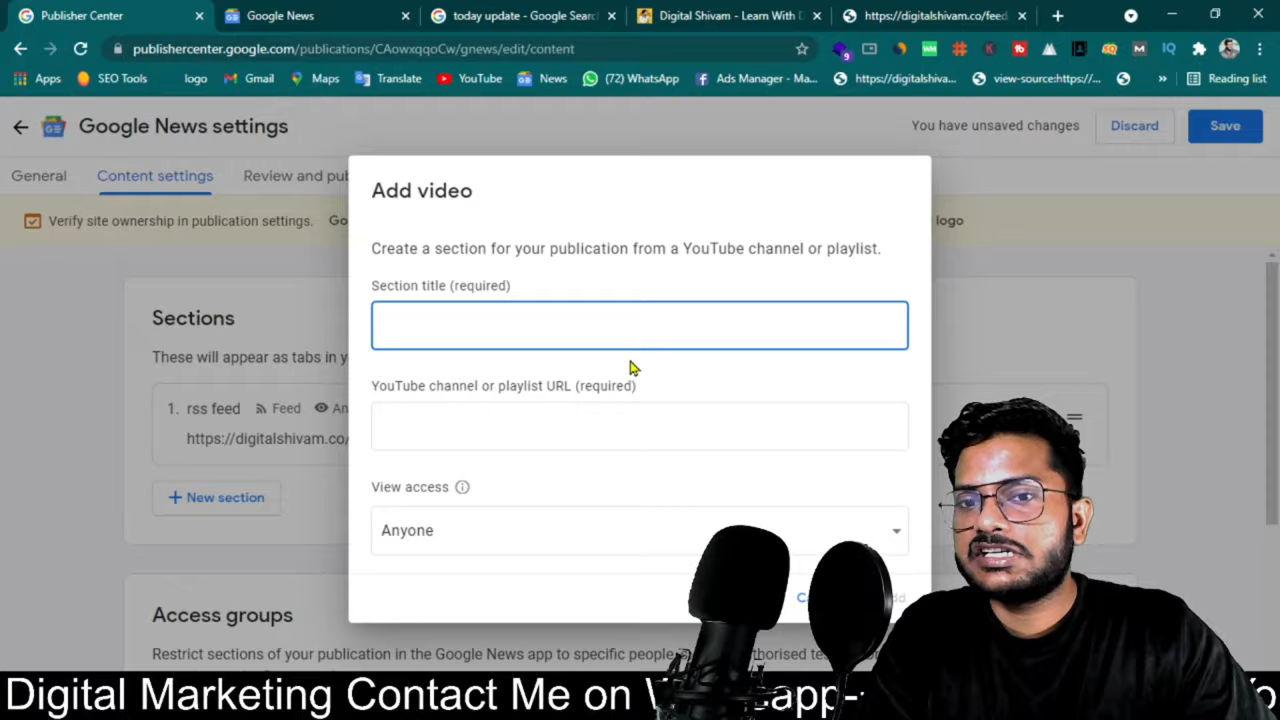 Publisher Center
Google News
today update - Google Searc
Digital Shivam - Learn With D
https://digitalshivam.co/feed
publishercenter.google.com/publications/CAowxqqoCw/gnews/edit/content
9
Apps
SEO Tools
logo
Gmail
Maps
Translate
YouTube
News
(72) WhatsApp
Ads Manager - Ma...
https://digitalshiva...
view-source:https://...
Reading list
Google News settings
You have unsaved changes
Discard
Save
General
Content settings
Review and pub
Verify site ownership in publication settings.
Go
logo
Add video
Create a section for your publication from a YouTube channel or playlist.
Section title (required)
YouTube channel or playlist URL (required)
View access
Anyone
Sections
These will appear as tabs in y
1. rss feed
Feed
An
https://digitalshivam.co/
+ New section
Access groups
Restrict sections of your publication in the Google News app to specific people
Digital Marketing Contact Me on W